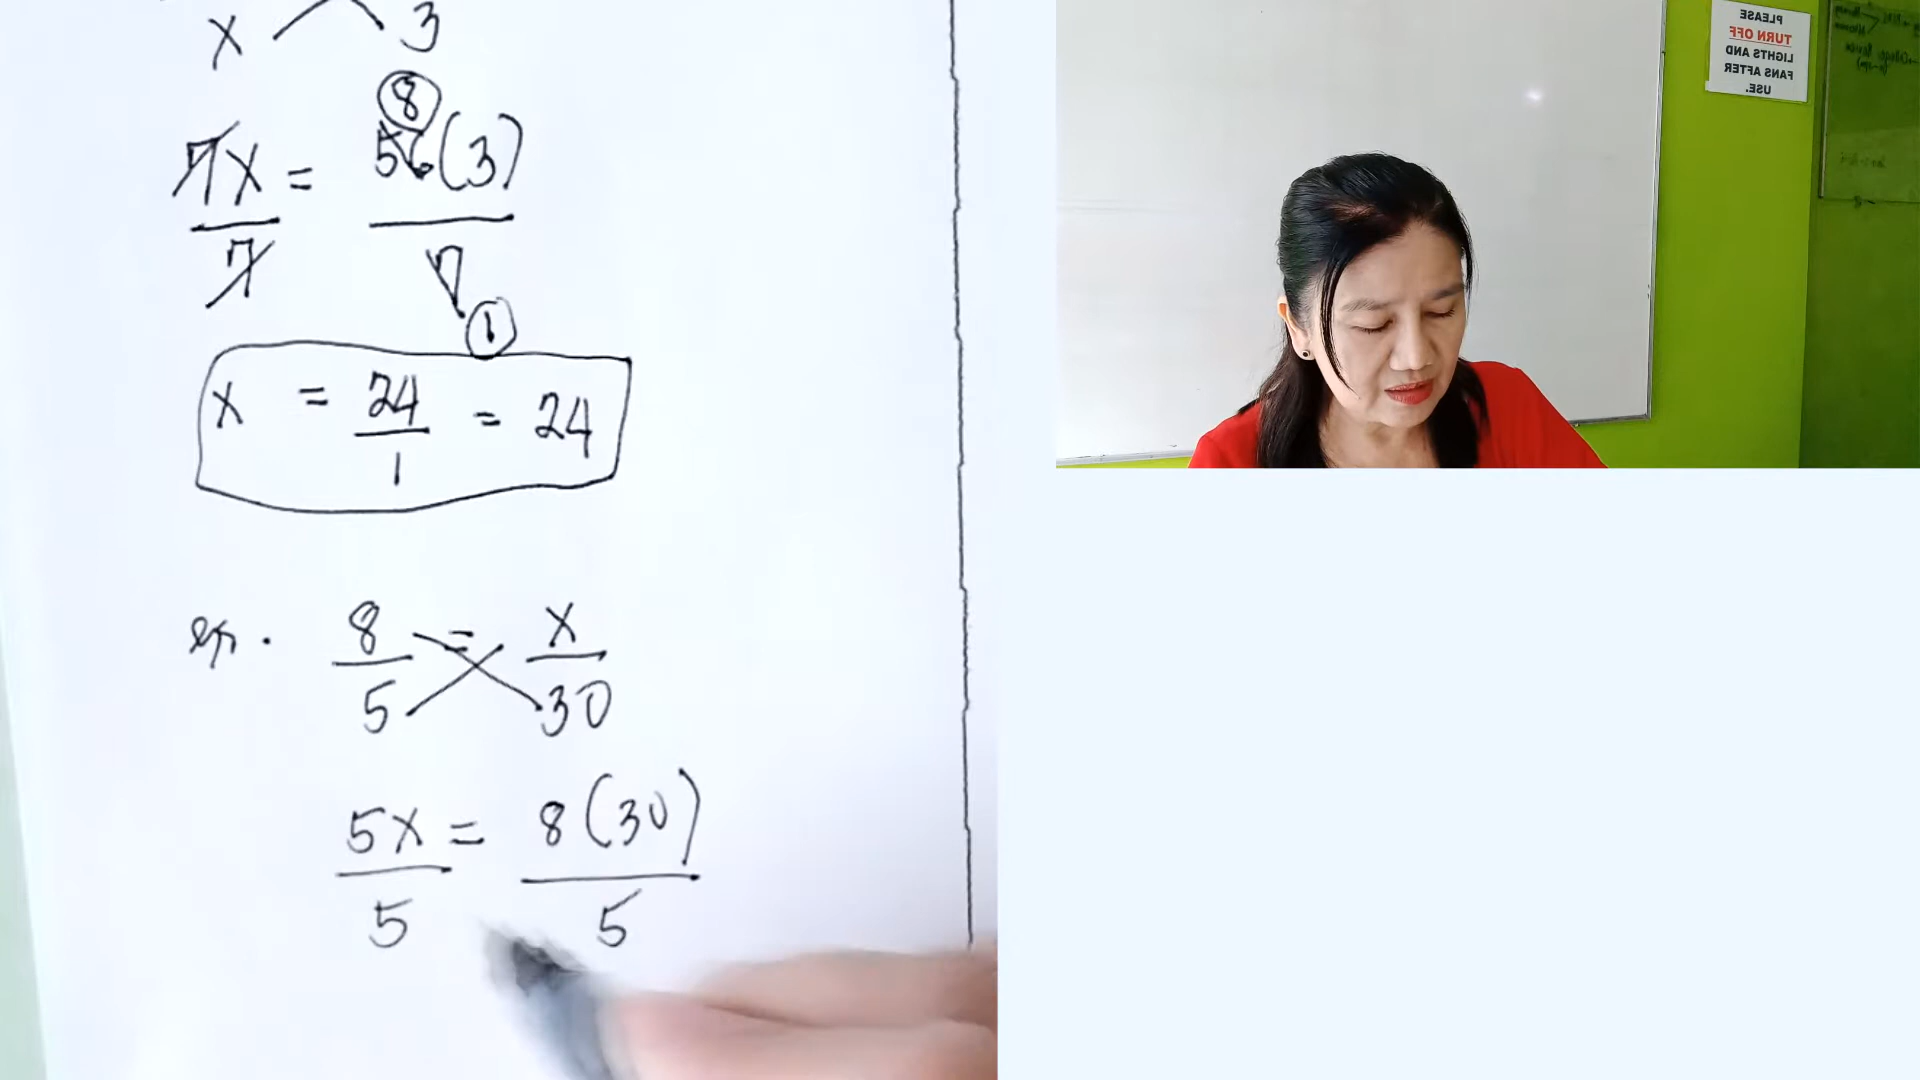 x 3
8
7x = 56(3)
7 7
1
x = 24 = 24
1
ex. 8 = x
5 30
5x = 8(30)
5 5
PLEASE
TURN OFF
LIGHTS AND
FANS AFTER
USE.